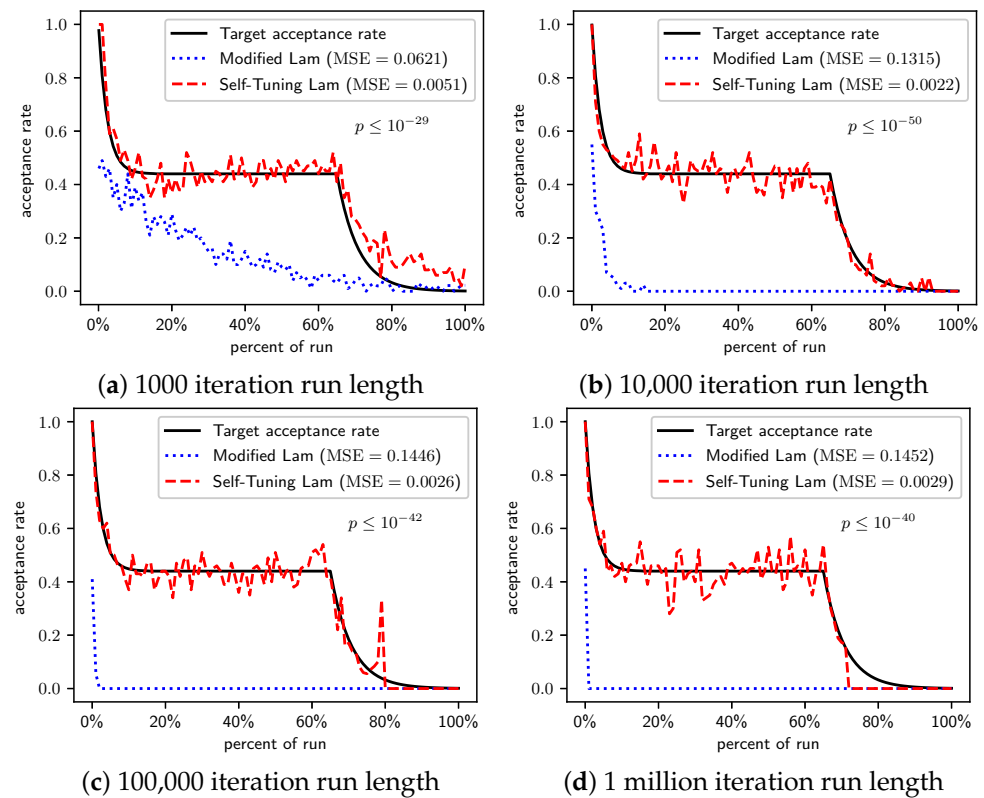 1.0
0.8
0.6
0.4
0.2
0.0
acceptance rate
Target acceptance rate
Modified Lam (MSE = 0.0621)
Self-Tuning Lam (MSE = 0.0051)
p ≤ 10⁻²⁹
0% 20% 40% 60% 80% 100%
percent of run
(a) 1000 iteration run length
1.0
0.8
0.6
0.4
0.2
0.0
acceptance rate
Target acceptance rate
Modified Lam (MSE = 0.1315)
Self-Tuning Lam (MSE = 0.0022)
p ≤ 10⁻⁵⁰
0% 20% 40% 60% 80% 100%
percent of run
(b) 10,000 iteration run length
1.0
0.8
0.6
0.4
0.2
0.0
acceptance rate
Target acceptance rate
Modified Lam (MSE = 0.1446)
Self-Tuning Lam (MSE = 0.0026)
p ≤ 10⁻⁴²
0% 20% 40% 60% 80% 100%
percent of run
(c) 100,000 iteration run length
1.0
0.8
0.6
0.4
0.2
0.0
acceptance rate
Target acceptance rate
Modified Lam (MSE = 0.1452)
Self-Tuning Lam (MSE = 0.0029)
p ≤ 10⁻⁴⁰
0% 20% 40% 60% 80% 100%
percent of run
(d) 1 million iteration run length